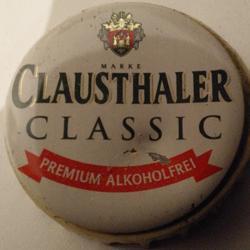 MARKE
CLAUSTHALER
CLASSIC
PREMIUM ALKOHOLFREI